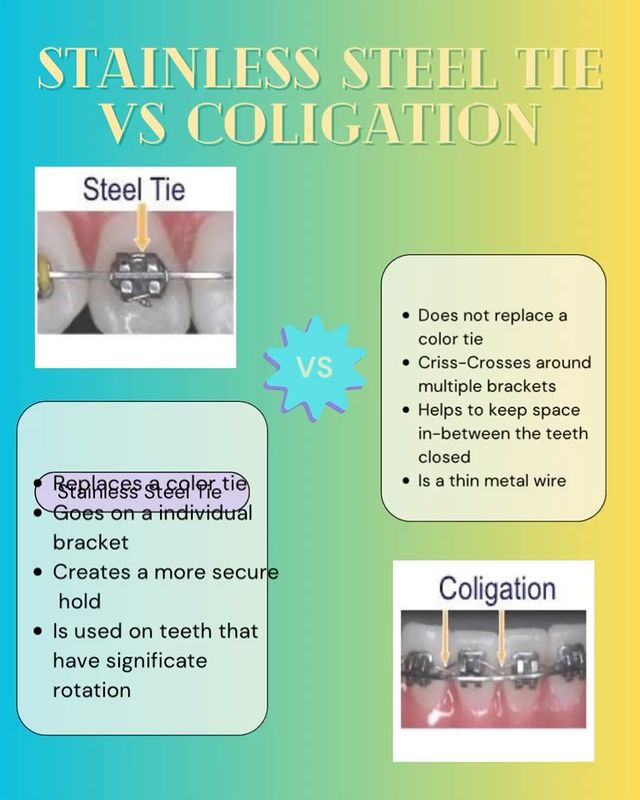 STAINLESS STEEL TIE
VS COLIGATION
Steel Tie
VS
Stainless Steel Tie
Replaces a color tie
Goes on a individual
bracket
Creates a more secure
hold
Is used on teeth that
have significate
rotation
Does not replace a
color tie
Criss-Crosses around
multiple brackets
Helps to keep space
in-between the teeth
closed
Is a thin metal wire
Coligation